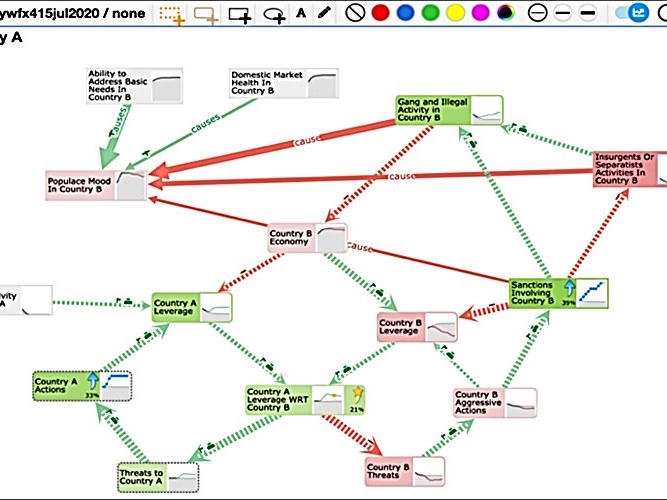 ywfx415jul2020 / none
A
y A
Ability to
Address Basic
Needs In
Country B
Domestic Market
Health In
Country B
Gang and Illegal
Activity in
Country B
causes
causes
cause
Insurgents Or
Separatists
Activities In
Country B
cause
Populace Mood
In Country B
Country B
Economy
cause
Sanctions
Involving
Country B
39%
ivity
A
Country A
Leverage
Country B
Leverage
Country A
Actions
33%
Country A
Leverage WRT
Country B
21%
Country B
Aggressive
Actions
Threats to
Country A
Country B
Threats